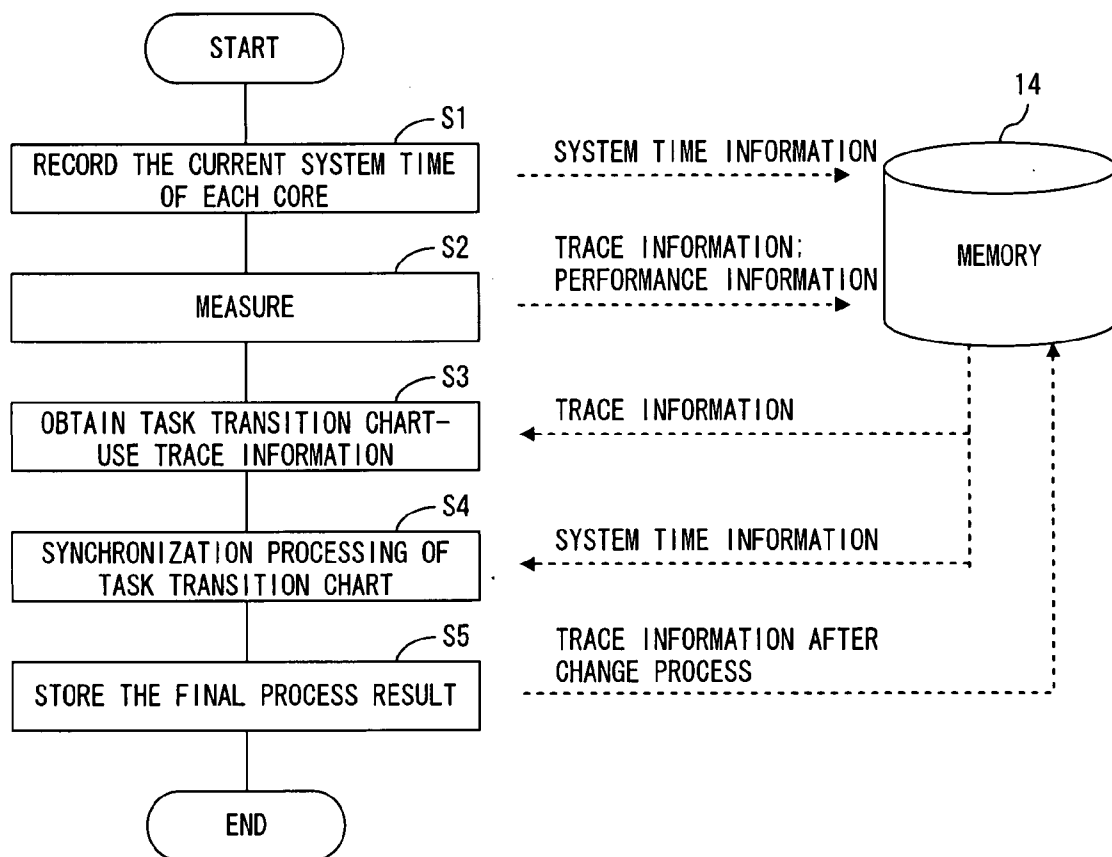 START
S1
14
RECORD THE CURRENT SYSTEM TIME
OF EACH CORE
SYSTEM TIME INFORMATION
S2
MEASURE
TRACE INFORMATION;
PERFORMANCE INFORMATION
MEMORY
S3
OBTAIN TASK TRANSITION CHART-
USE TRACE INFORMATION
TRACE INFORMATION
S4
SYNCHRONIZATION PROCESSING OF
TASK TRANSITION CHART
SYSTEM TIME INFORMATION
S5
STORE THE FINAL PROCESS RESULT
TRACE INFORMATION AFTER
CHANGE PROCESS
END